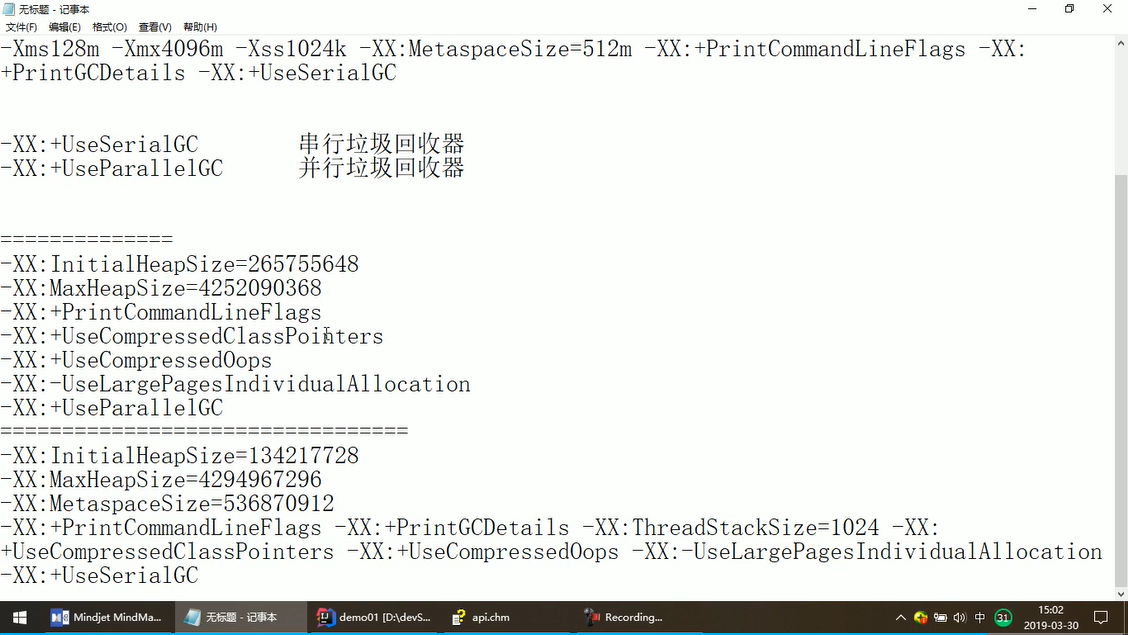 无标题 - 记事本
文件(F) 编辑(E) 格式(O) 查看(V) 帮助(H)
-Xms128m -Xmx4096m -Xss1024k -XX:MetaspaceSize=512m -XX:+PrintCommandLineFlags -XX:
+PrintGCDetails -XX:+UseSerialGC
-XX:+UseSerialGC 串行垃圾回收器
-XX:+UseParallelGC 并行垃圾回收器
==============
-XX:InitialHeapSize=265755648
-XX:MaxHeapSize=4252090368
-XX:+PrintCommandLineFlags
-XX:+UseCompressedClassPointers
-XX:+UseCompressedOops
-XX:-UseLargePagesIndividualAllocation
-XX:+UseParallelGC
=================================
-XX:InitialHeapSize=134217728
-XX:MaxHeapSize=4294967296
-XX:MetaspaceSize=536870912
-XX:+PrintCommandLineFlags -XX:+PrintGCDetails -XX:ThreadStackSize=1024 -XX:
+UseCompressedClassPointers -XX:+UseCompressedOops -XX:-UseLargePagesIndividualAllocation
-XX:+UseSerialGC
Mindjet MindMa... 无标题 - 记事本 demo01 [D:\devS... api.chm Recording... 中 31 15:02
2019-03-30